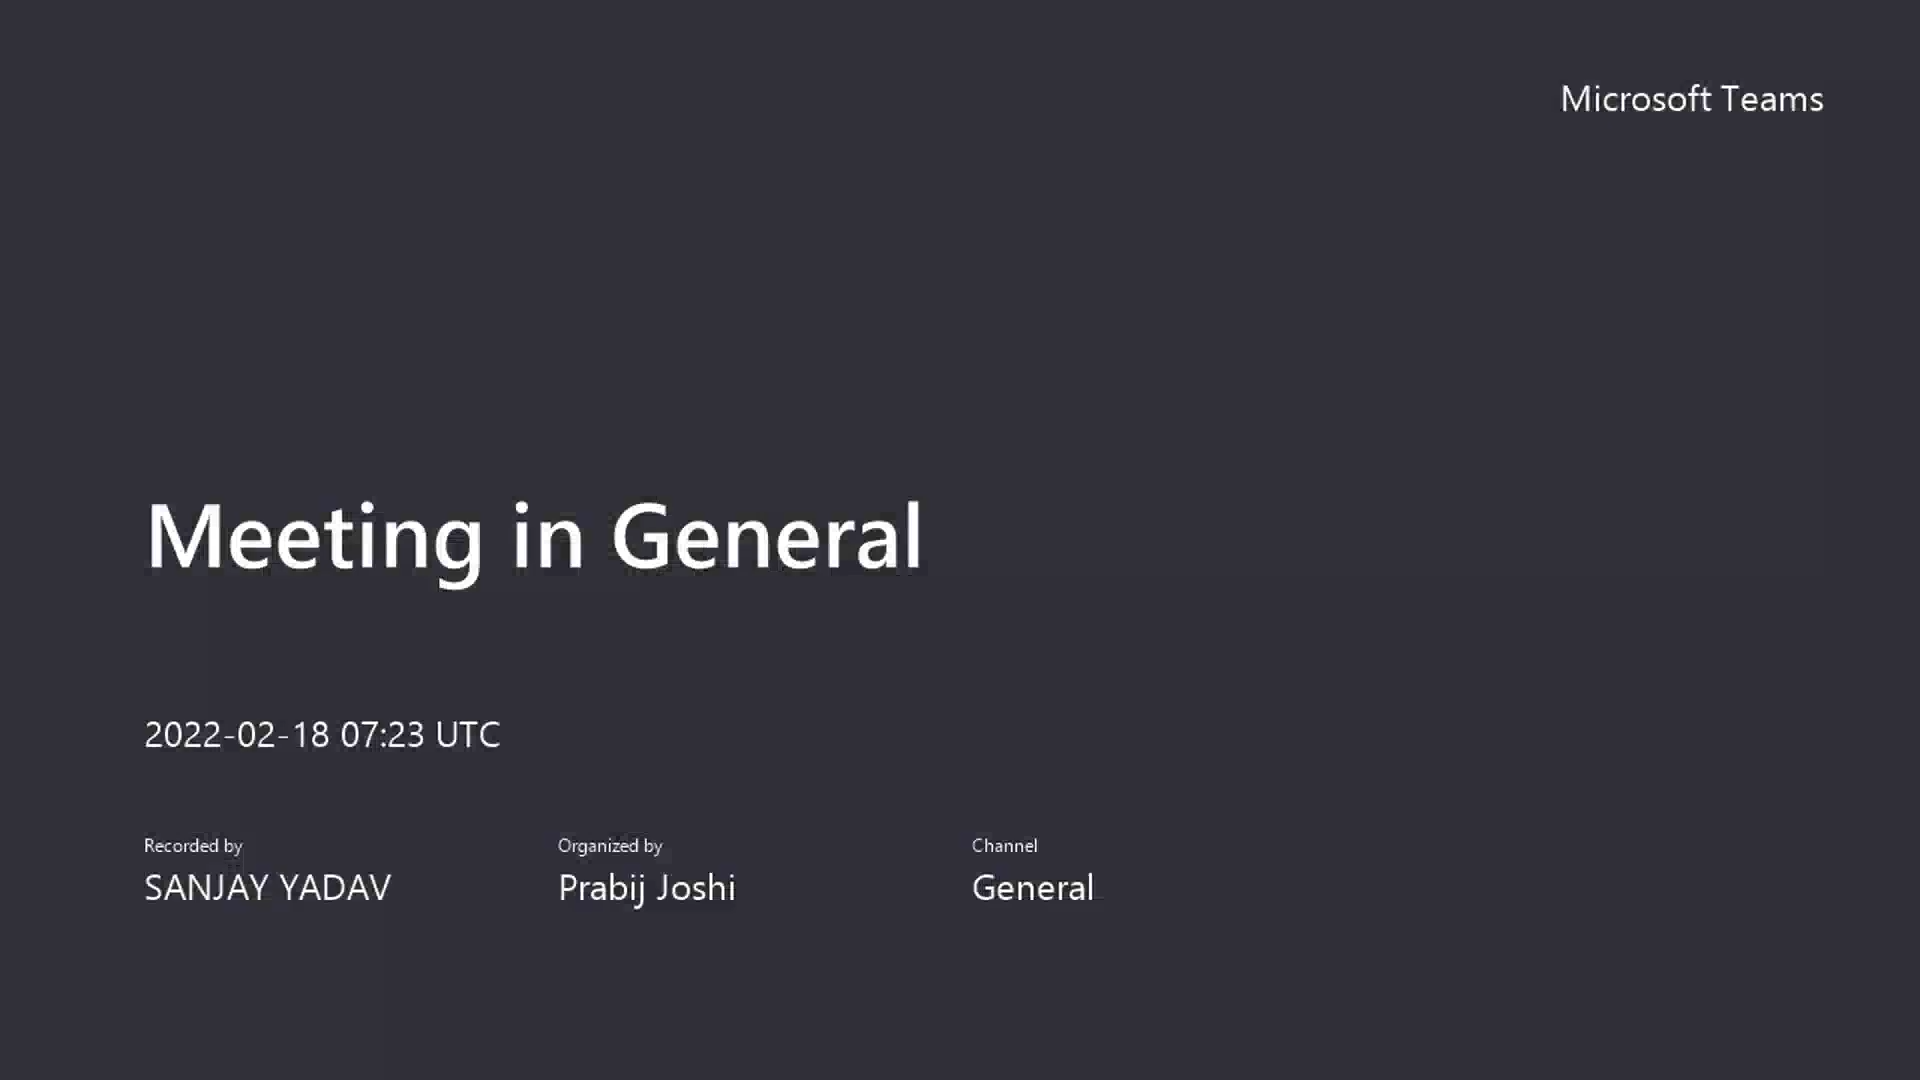 Microsoft Teams
Meeting in General
2022-02-18 07:23 UTC
Recorded by
SANJAY YADAV
Organized by
Prabij Joshi
Channel
General